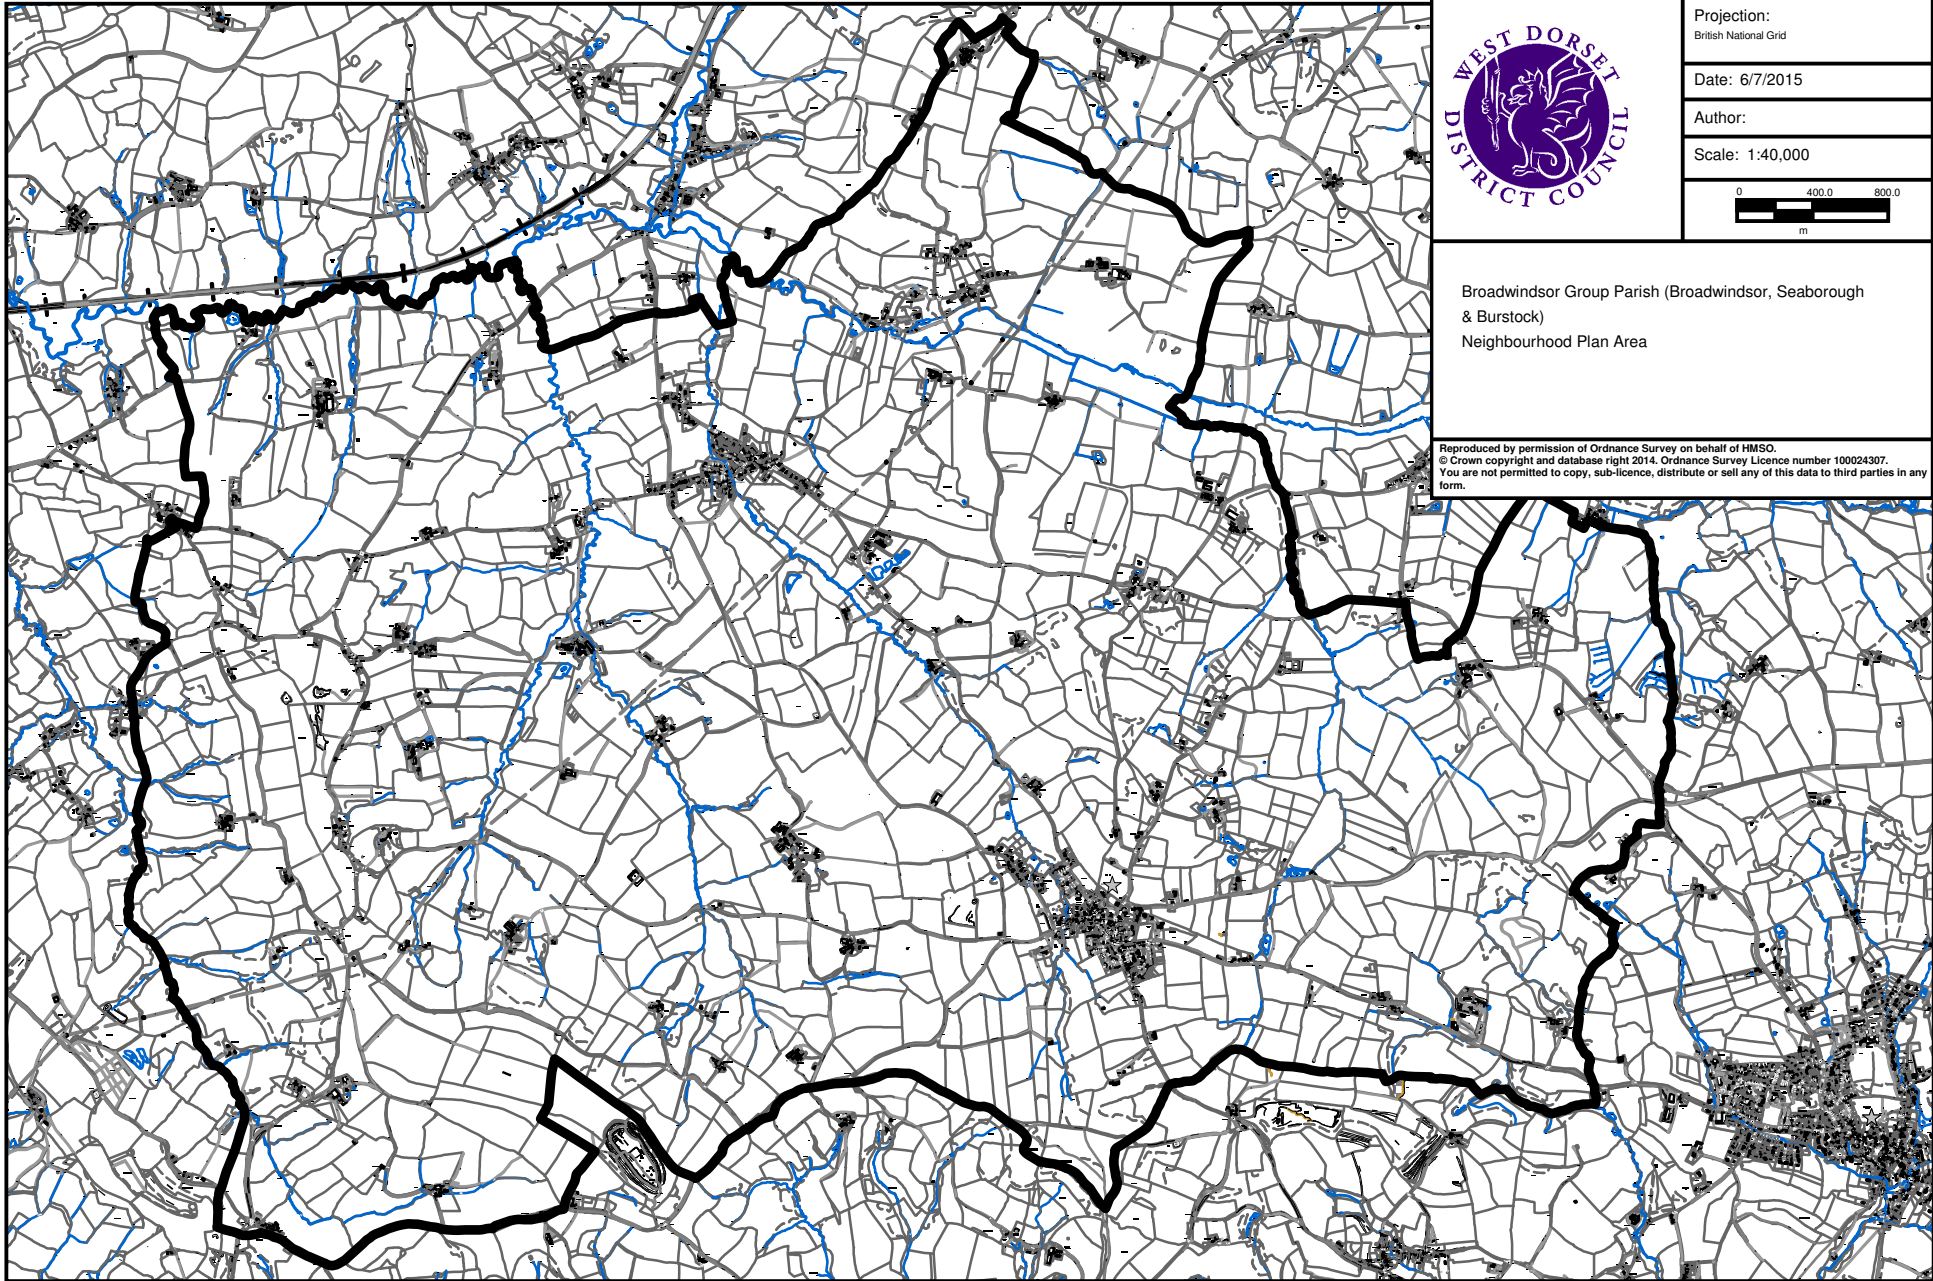 WEST DORSET
DISTRICT COUNCIL
Projection:
British National Grid
Date: 6/7/2015
Author:
Scale: 1:40,000
0 400.0 800.0
m
Broadwindsor Group Parish (Broadwindsor, Seaborough
& Burstock)
Neighbourhood Plan Area
Reproduced by permission of Ordnance Survey on behalf of HMSO.
© Crown copyright and database right 2014. Ordnance Survey Licence number 100024307.
You are not permitted to copy, sub-licence, distribute or sell any of this data to third parties in any
form.